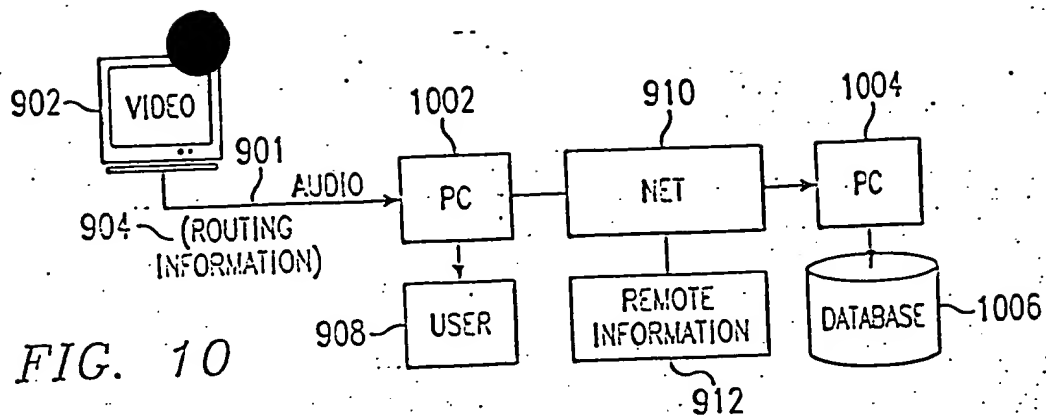 902
VIDEO
901
AUDIO
904
(ROUTING
INFORMATION)
1002
PC
910
NET
1004
PC
908
USER
REMOTE
INFORMATION
912
DATABASE
1006
FIG. 10